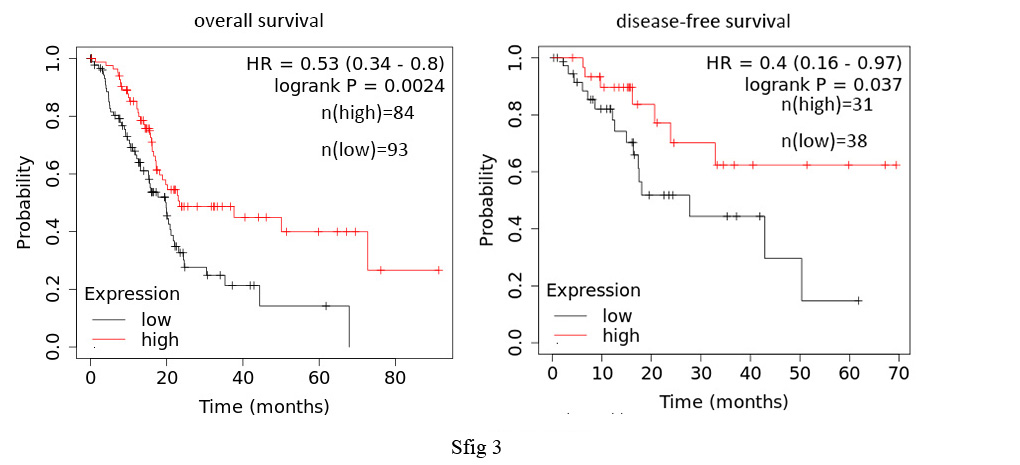 overall survival
HR = 0.53 (0.34 - 0.8)
logrank P = 0.0024
n(high)=84
n(low)=93
Probability
1.0
0.8
0.6
0.4
0.2
0.0
Expression
low
high
0 20 40 60 80
Time (months)
disease-free survival
HR = 0.4 (0.16 - 0.97)
logrank P = 0.037
n(high)=31
n(low)=38
Probability
1.0
0.8
0.6
0.4
0.2
0.0
Expression
low
high
0 10 20 30 40 50 60 70
Time (months)
Sfig 3